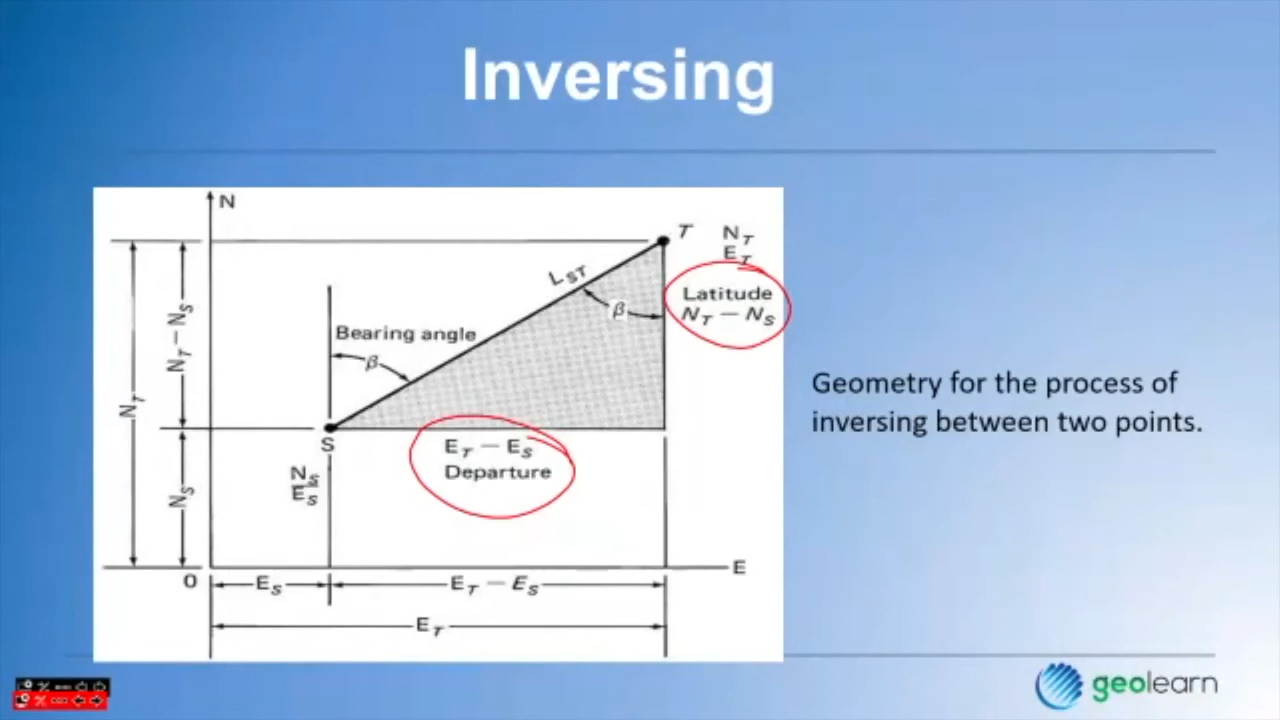 Inversing
N
T
N_T
E_T
L_ST
β
Latitude
N_T − N_S
Bearing angle
β
N_T − N_S
N_T
S
E_T − E_S
Departure
N_S
E_S
N_S
Geometry for the process of
inversing between two points.
O
E_S
E_T − E_S
E
E_T
geolearn